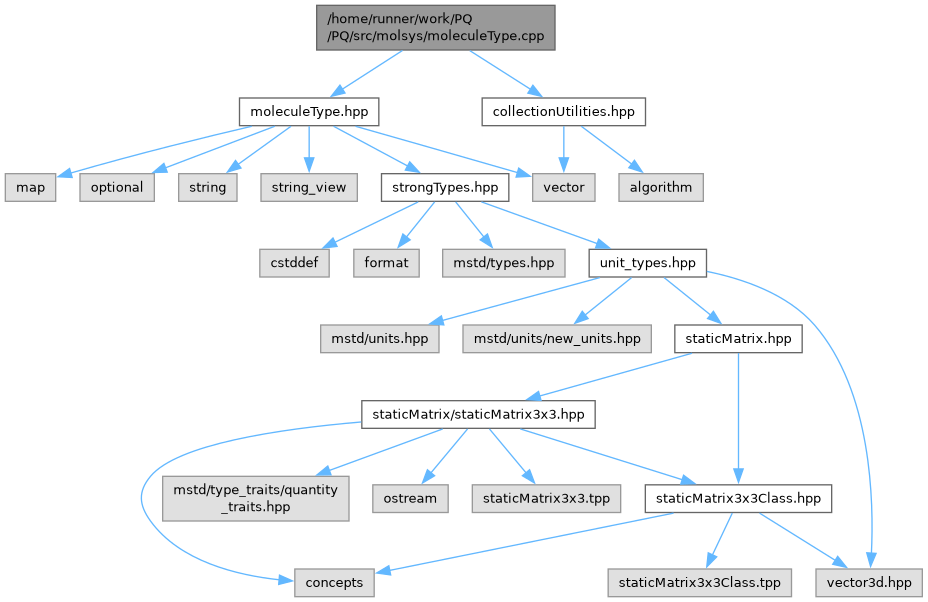 /home/runner/work/PQ
/PQ/src/molsys/moleculeType.cpp
moleculeType.hpp
collectionUtilities.hpp
map
optional
string
string_view
strongTypes.hpp
vector
algorithm
cstddef
format
mstd/types.hpp
unit_types.hpp
mstd/units.hpp
mstd/units/new_units.hpp
staticMatrix.hpp
staticMatrix/staticMatrix3x3.hpp
mstd/type_traits/quantity
_traits.hpp
ostream
staticMatrix3x3.tpp
staticMatrix3x3Class.hpp
concepts
staticMatrix3x3Class.tpp
vector3d.hpp